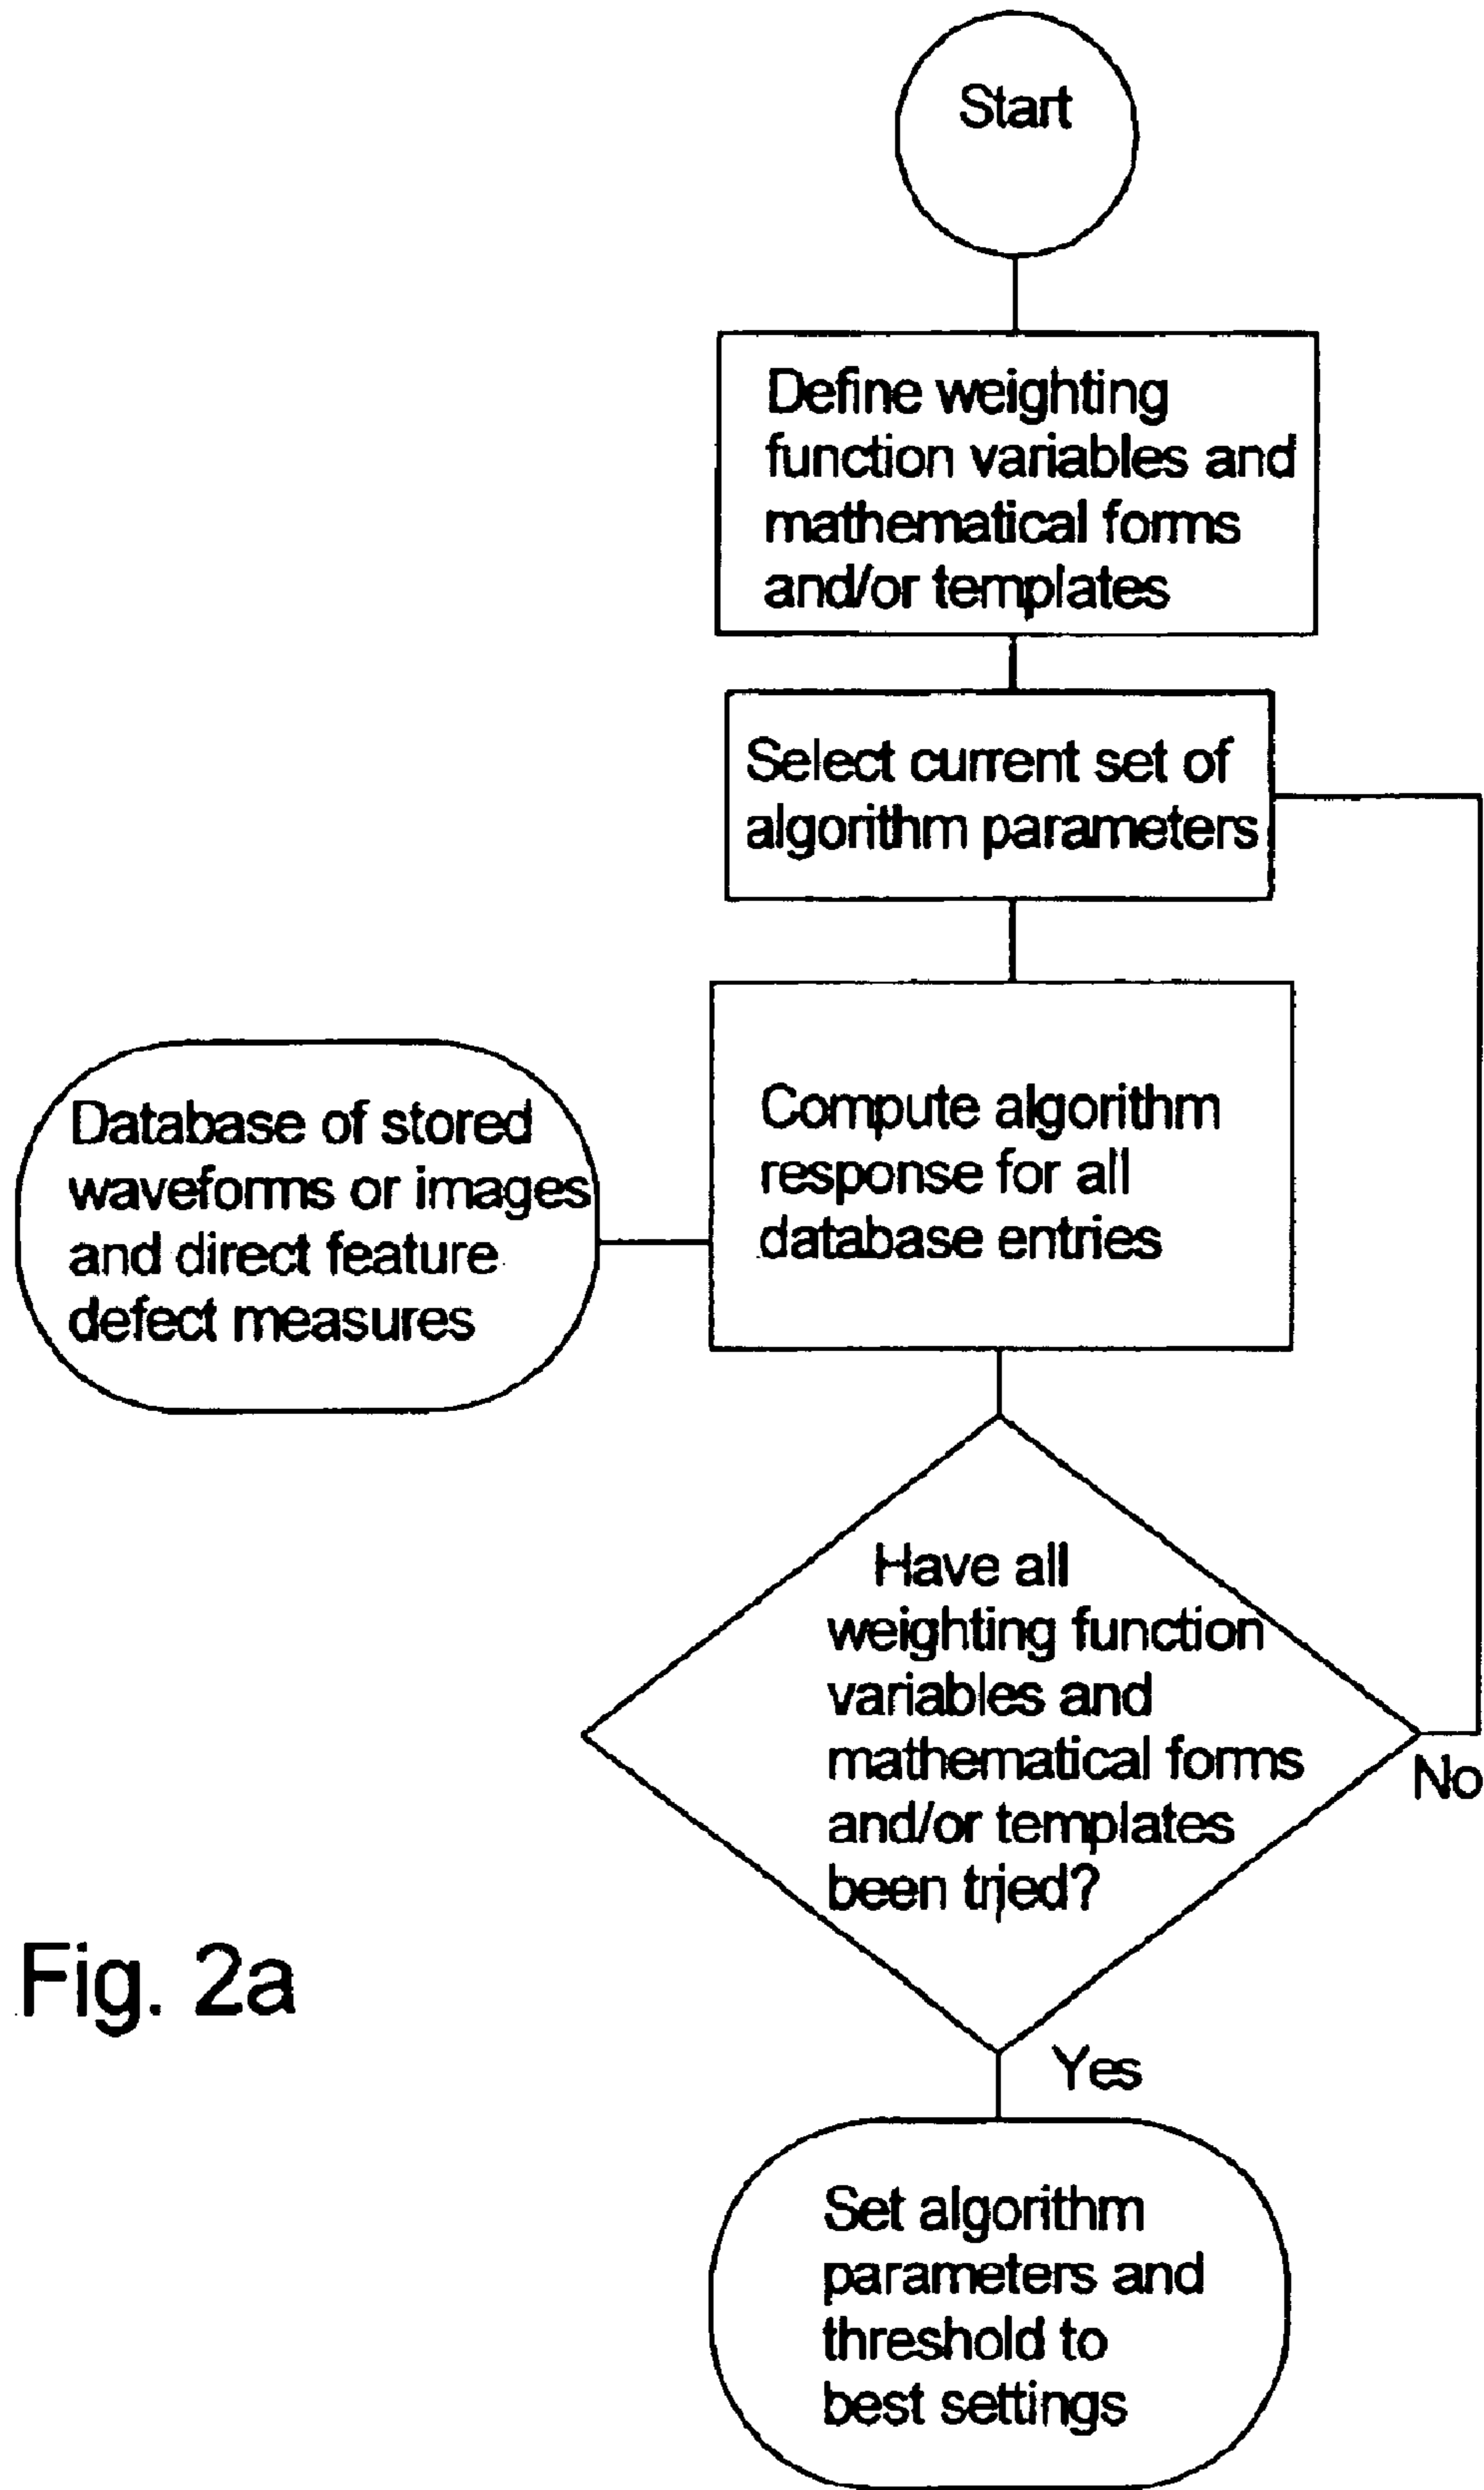 Start
Define weighting
function variables and
mathematical forms
and/or templates
Select current set of
algorithm parameters
Compute algorithm
response for all
database entries
Database of stored
waveforms or images
and direct feature
defect measures
Have all
weighting function
variables and
mathematical forms
and/or templates
been tried?
No
Yes
Set algorithm
parameters and
threshold to
best settings
Fig. 2a